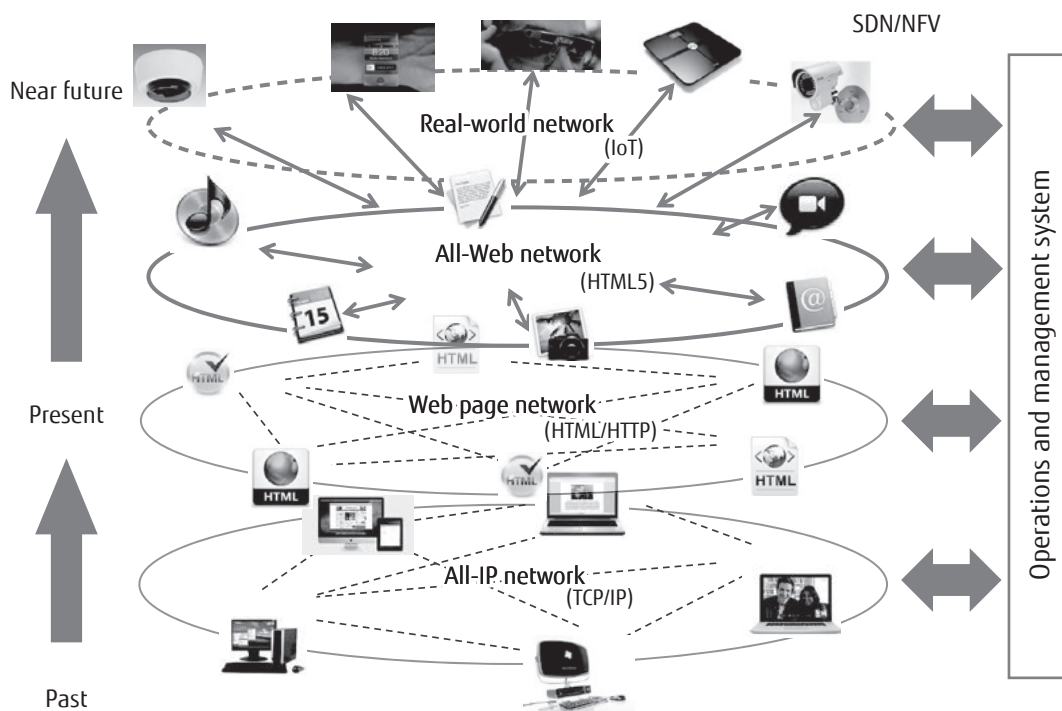 SDN/NFV
Near future
Real-world network
(IoT)
All-Web network
(HTML5)
15
@
HTML
HTML
HTML
Present
Web page network
(HTML/HTTP)
HTML
HTML
HTML
All-IP network
(TCP/IP)
Past
Operations and management system